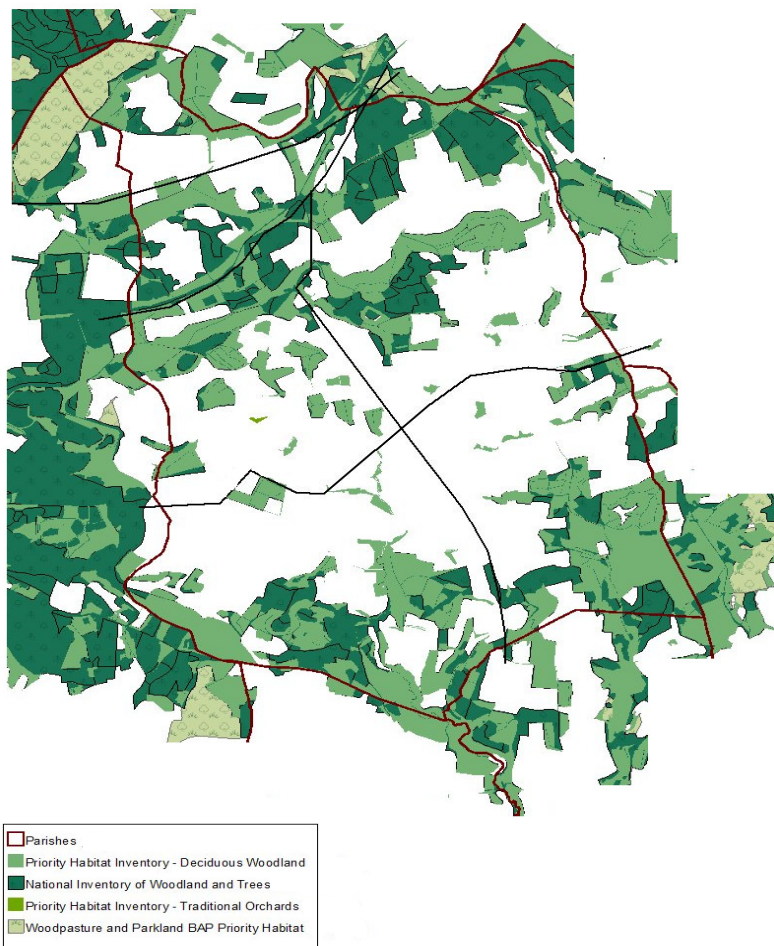 Parishes
Priority Habitat Inventory - Deciduous Woodland
National Inventory of Woodland and Trees
Priority Habitat Inventory - Traditional Orchards
Woodpasture and Parkland BAP Priority Habitat